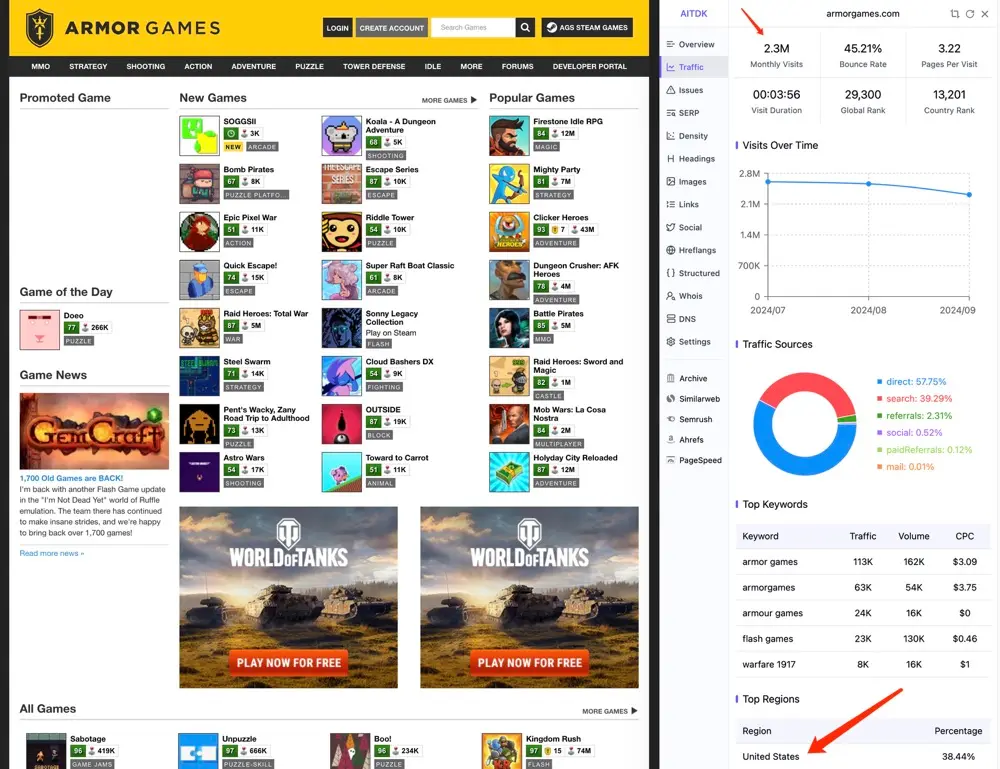 ARMOR GAMES
LOGIN
CREATE ACCOUNT
Search Games
AGS STEAM GAMES
MMO STRATEGY SHOOTING ACTION ADVENTURE PUZZLE TOWER DEFENSE IDLE MORE FORUMS DEVELOPER PORTAL
Promoted Game
Game of the Day
Doeo
77 266K
PUZZLE
Game News
GEMCRAFT
1,700 Old Games are BACK!
I'm back with another Flash Game update
in the "I'm Not Dead Yet" world of Ruffle
emulation. The team there has continued
to make insane strides, and we're happy
to bring back over 1,700 games!
Read more news »
New Games
MORE GAMES
SOGGSII
3K
NEW ARCADE
Koala - A Dungeon
Adventure
68 5K
SHOOTING
Bomb Pirates
67 8K
PUZZLE PLATFO...
THE ESCAPE
SERIES
Escape Series
87 10K
ESCAPE
Epic Pixel War
51 11K
ACTION
Riddle Tower
54 10K
PUZZLE
Quick Escape!
74 15K
ESCAPE
Super Raft Boat Classic
61 8K
ARCADE
Raid Heroes: Total War
87 5M
WAR
Sonny Legacy
Collection
Play on Steam
FLASH
STEEL SWARM
Steel Swarm
71 14K
STRATEGY
Cloud Bashers DX
54 9K
FIGHTING
Pent's Wacky, Zany
Road Trip to Adulthood
73 13K
PUZZLE
OUTSIDE
87 19K
BLOCK
Astro Wars
54 17K
SHOOTING
Toward to Carrot
51 11K
ANIMAL
Popular Games
Firestone Idle RPG
84 12M
MAGIC
Mighty Party
81 7M
STRATEGY
Clicker Heroes
93 7 43M
ADVENTURE
Dungeon Crusher: AFK
Heroes
78 4M
ADVENTURE
Battle Pirates
85 5M
MMO
Raid Heroes: Sword and
Magic
82 1M
CASTLE
Mob Wars: La Cosa
Nostra
84 2M
MULTIPLAYER
Holyday City Reloaded
87 12M
ADVENTURE
WORLD OF TANKS
PLAY NOW FOR FREE
WORLD OF TANKS
PLAY NOW FOR FREE
All Games
MORE GAMES
Sabotage
96 419K
GAME JAMS
Unpuzzle
97 666K
PUZZLE-SKILL
Boo!
96 234K
PUZZLE
Kingdom Rush
97 15 74M
FLASH
AITDK
Overview
Traffic
Issues
SERP
Density
Headings
Images
Links
Social
Hreflangs
Structured
Whois
DNS
Settings
Archive
Similarweb
Semrush
Ahrefs
PageSpeed
armorgames.com
2.3M
Monthly Visits
45.21%
Bounce Rate
3.22
Pages Per Visit
00:03:56
Visit Duration
29,300
Global Rank
13,201
Country Rank
Visits Over Time
2.8M
2.1M
1.4M
700K
0
2024/07 2024/08 2024/09
Traffic Sources
direct: 57.75%
search: 39.29%
referrals: 2.31%
social: 0.52%
paidReferrals: 0.12%
mail: 0.01%
Top Keywords
Keyword Traffic Volume CPC
armor games 113K 162K $3.09
armorgames 63K 54K $3.75
armour games 24K 16K $0
flash games 23K 130K $0.46
warfare 1917 8K 16K $1
Top Regions
Region Percentage
United States 38.44%